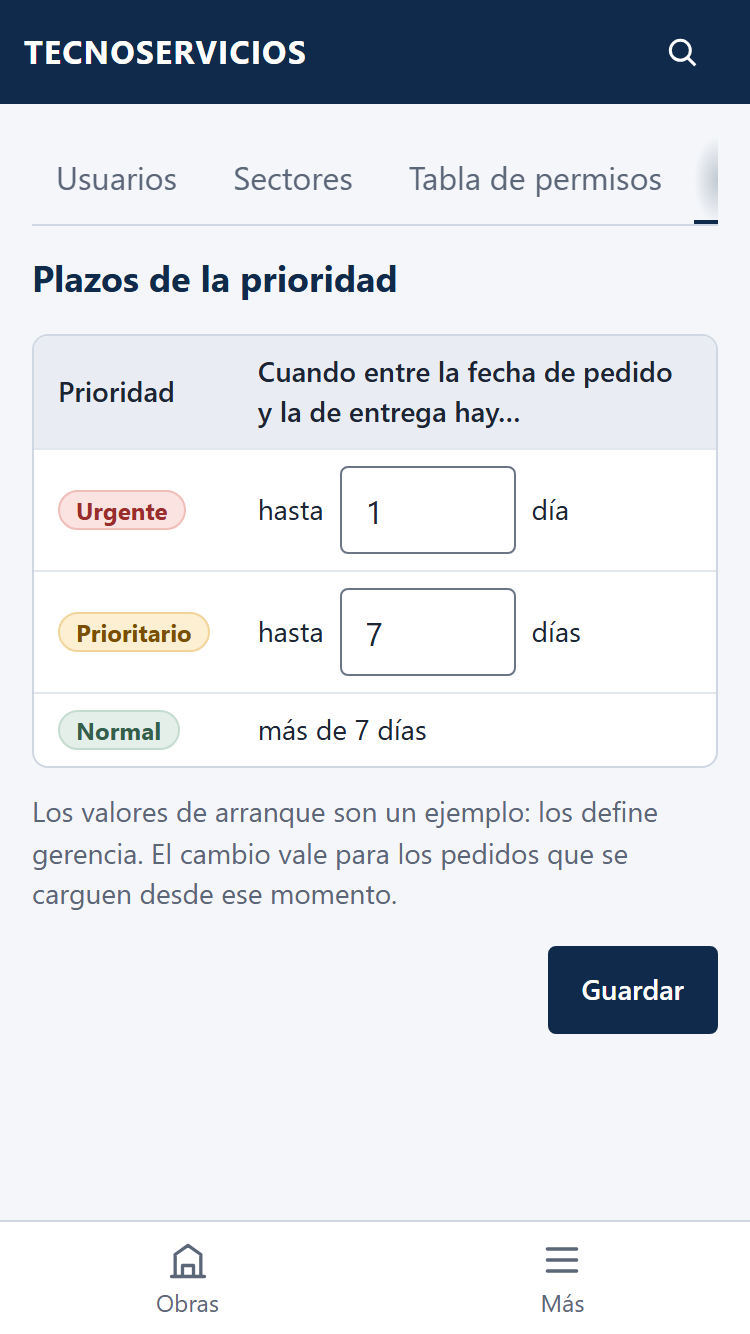 TECNOSERVICIOS
Usuarios Sectores Tabla de permisos
Plazos de la prioridad
Prioridad
Cuando entre la fecha de pedido
y la de entrega hay...
Urgente hasta 1 día
Prioritario hasta 7 días
Normal más de 7 días
Los valores de arranque son un ejemplo: los define
gerencia. El cambio vale para los pedidos que se
carguen desde ese momento.
Guardar
Obras Más